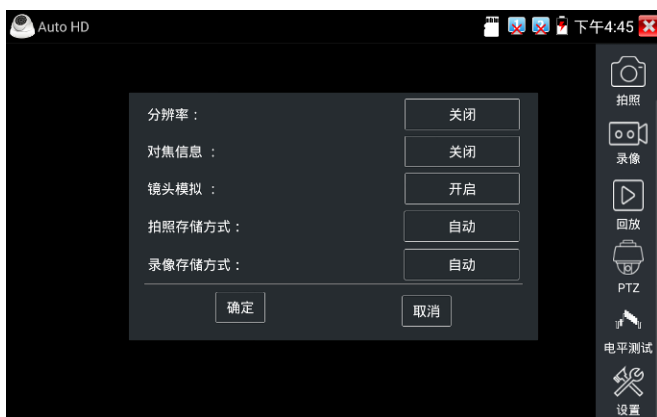 Auto HD
下午4:45
拍照
分辨率： 关闭
对焦信息 ： 关闭
录像
镜头模拟 ： 开启
回放
拍照存储方式： 自动
录像存储方式： 自动
PTZ
确定 取消
电平测试
设置